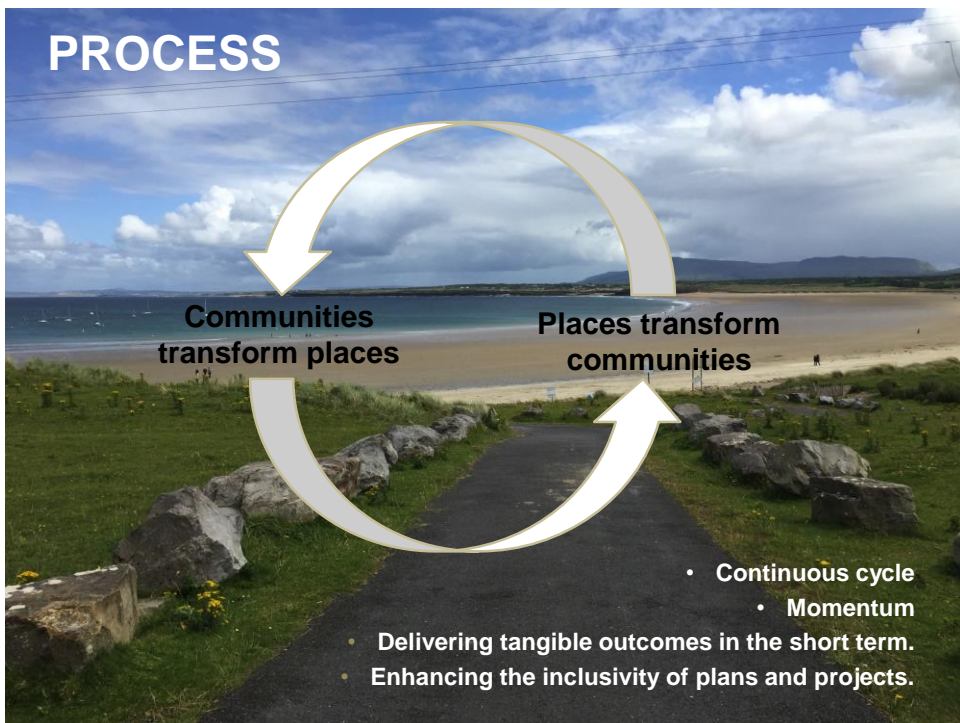 PROCESS
Communities
transform places
Places transform
communities
• Continuous cycle
• Momentum
• Delivering tangible outcomes in the short term.
• Enhancing the inclusivity of plans and projects.